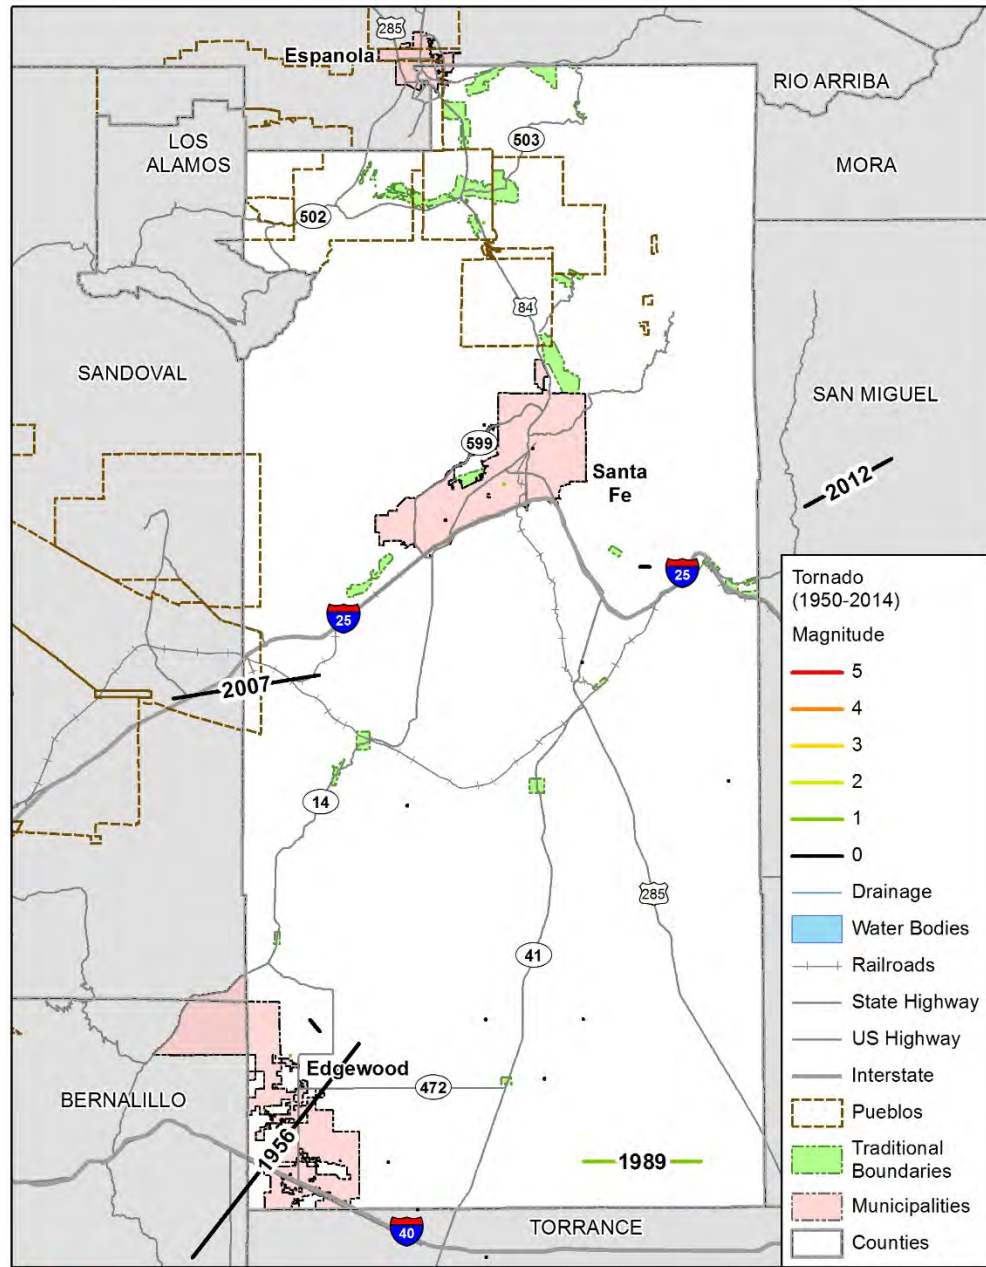 285
Espanola
RIO ARRIBA
LOS
ALAMOS
503
MORA
502
84
SANDOVAL
SAN MIGUEL
599
Santa
Fe
2012
25
25
2007
14
285
41
Edgewood
472
BERNALILLO
1956
1989
40
TORRANCE
Tornado
(1950-2014)
Magnitude
5
4
3
2
1
0
Drainage
Water Bodies
Railroads
State Highway
US Highway
Interstate
Pueblos
Traditional
Boundaries
Municipalities
Counties